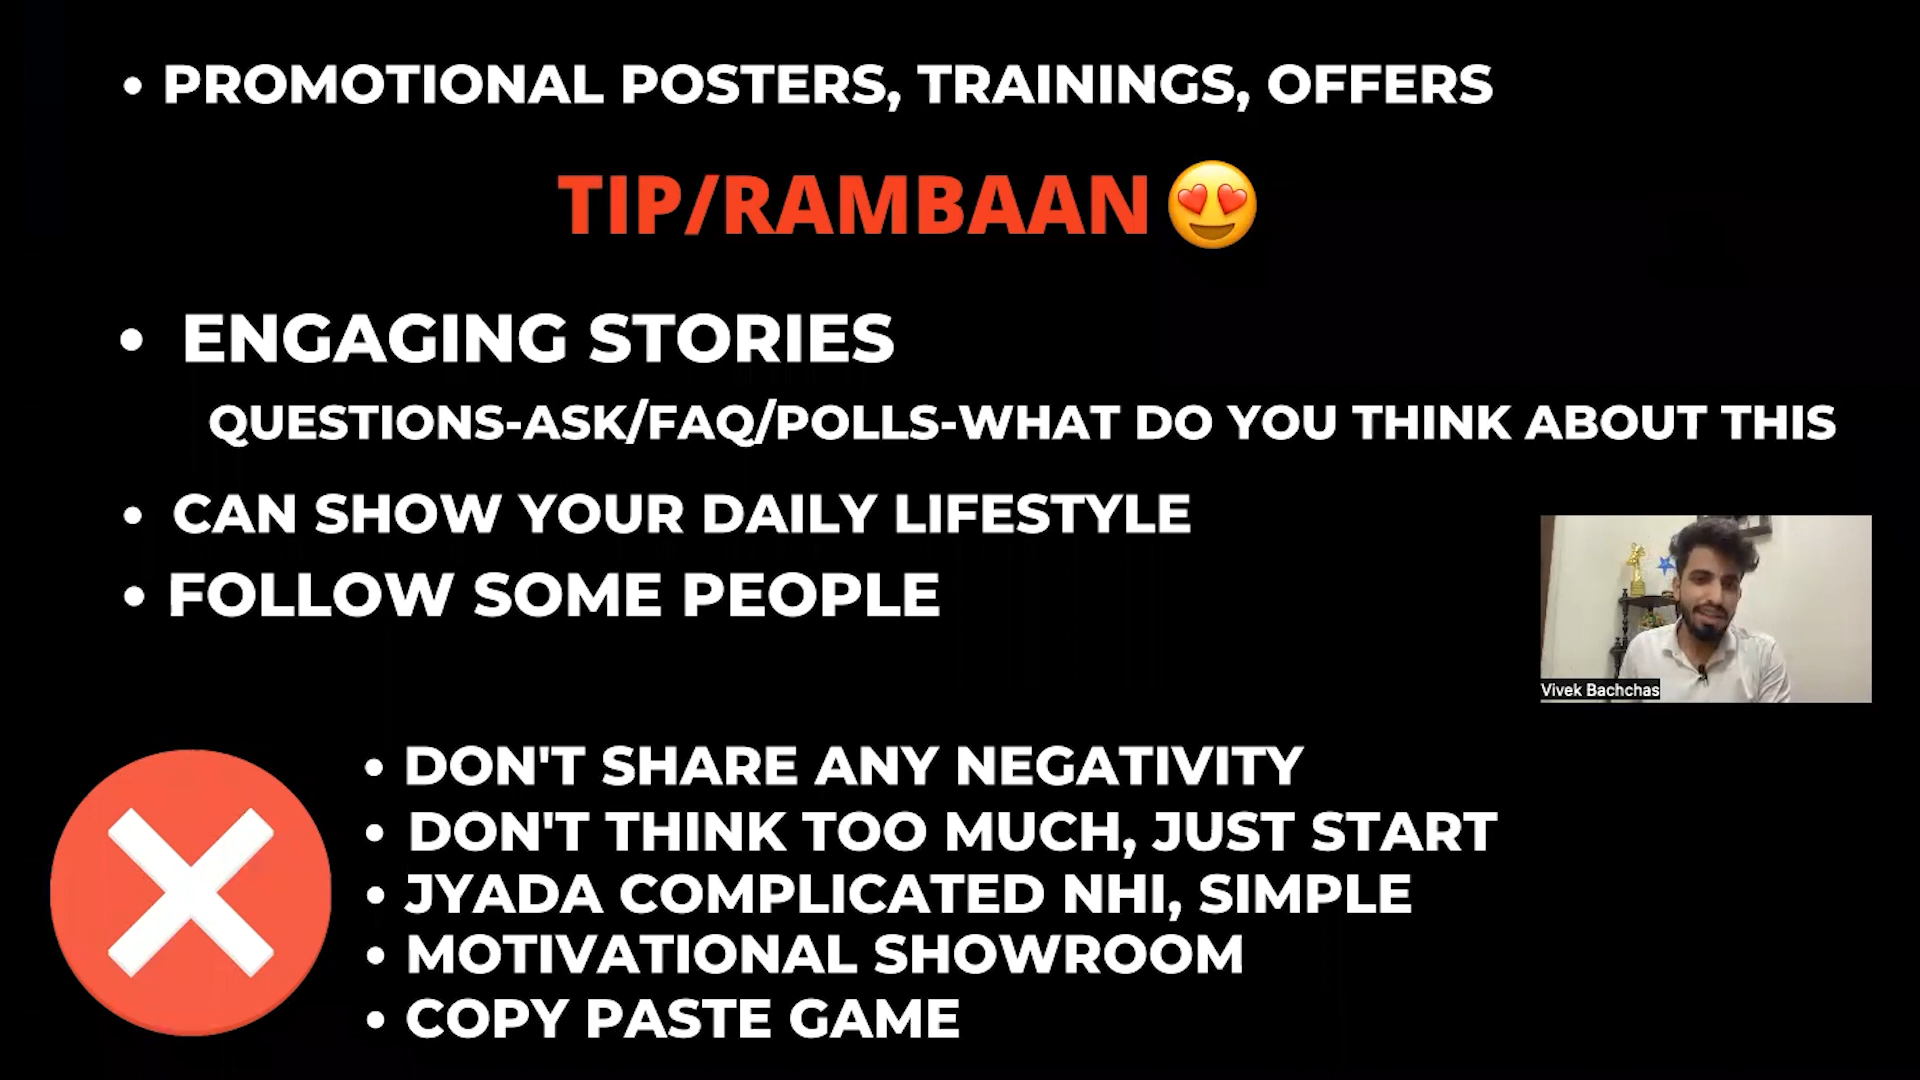 • PROMOTIONAL POSTERS, TRAININGS, OFFERS
TIP/RAMBAAN
• ENGAGING STORIES
QUESTIONS-ASK/FAQ/POLLS-WHAT DO YOU THINK ABOUT THIS
• CAN SHOW YOUR DAILY LIFESTYLE
• FOLLOW SOME PEOPLE
Vivek Bachchas
• DON'T SHARE ANY NEGATIVITY
• DON'T THINK TOO MUCH, JUST START
• JYADA COMPLICATED NHI, SIMPLE
• MOTIVATIONAL SHOWROOM
• COPY PASTE GAME